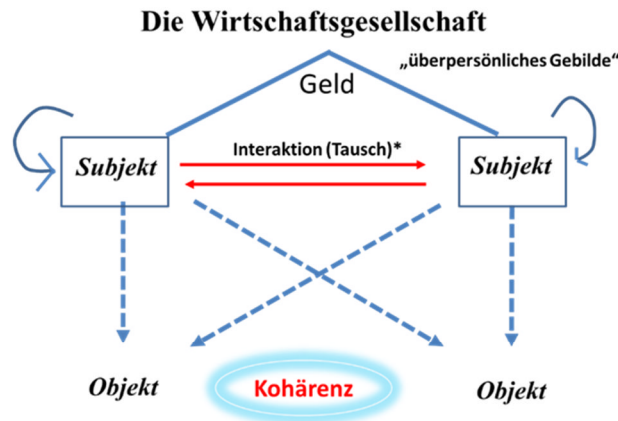 Die Wirtschaftsgesellschaft
„überpersönliches Gebilde“
Geld
Interaktion (Tausch)*
Subjekt
Subjekt
Objekt
Kohärenz
Objekt